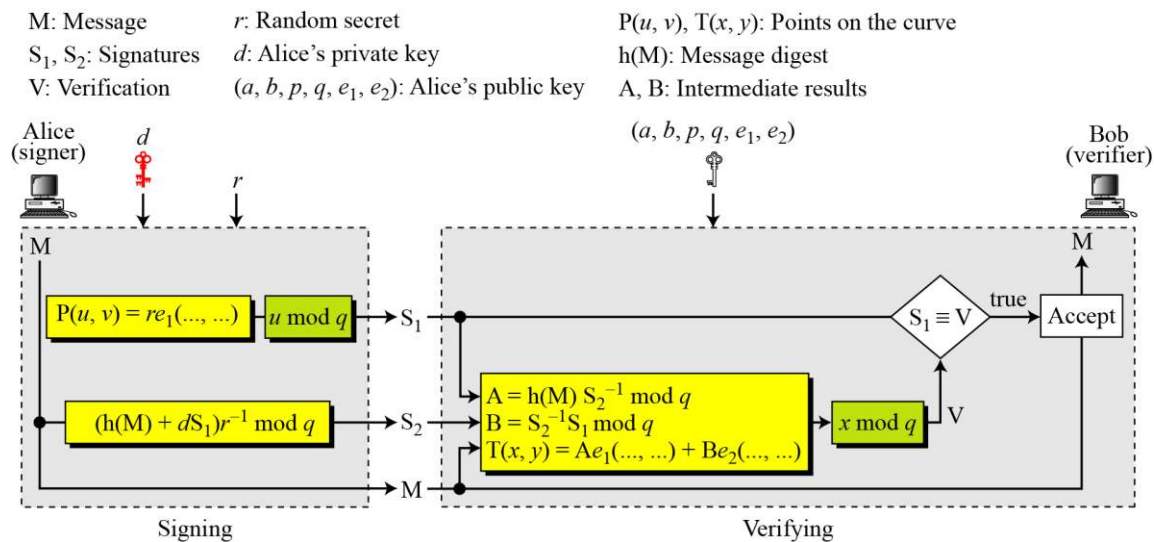 M: Message
r: Random secret
P(u, v), T(x, y): Points on the curve
S₁, S₂: Signatures
d: Alice’s private key
h(M): Message digest
V: Verification
(a, b, p, q, e₁, e₂): Alice’s public key
A, B: Intermediate results
Alice
(signer)
d
r
(a, b, p, q, e₁, e₂)
Bob
(verifier)
M
M
P(u, v) = re₁(..., ...)
u mod q
S₁
S₁ ≡ V
true
Accept
(h(M) + dS₁)r⁻¹ mod q
S₂
A = h(M) S₂⁻¹ mod q
B = S₂⁻¹S₁ mod q
T(x, y) = Ae₁(..., ...) + Be₂(..., ...)
x mod q
V
M
Signing
Verifying